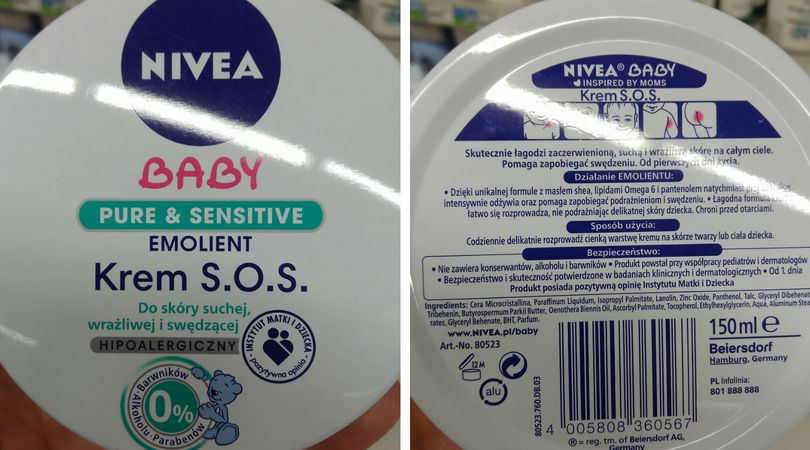 NIVEA
BABY
PURE & SENSITIVE
EMOLIENT
Krem S.O.S.
Do skóry suchej,
wrażliwej i swędzącej
HIPOALERGICZNY
INSTYTUT MATKI I DZIECKA
pozytywna opinia
Barwników
0%
Alkoholu • Parabenów
NIVEA® BABY
INSPIRED BY MOMS
Krem S.O.S.
Skutecznie łagodzi zaczerwienioną, suchą i wrażliwą skórę na całym ciele.
Pomaga zapobiegać swędzeniu. Od pierwszych dni życia.
Działanie EMOLIENTU:
• Dzięki unikalnej formule z masłem shea, lipidami Omega 6 i pantenolem natychmiast
intensywnie odżywia oraz pomaga zapobiegać podrażnieniom i swędzeniu. • Łagodna formuła
łatwo się rozprowadza, nie podrażniając delikatnej skóry dziecka. Chroni przed otarciami.
Sposób użycia:
Codziennie delikatnie rozprowadź cienką warstwę kremu na skórze twarzy lub ciała dziecka.
Bezpieczeństwo:
• Nie zawiera konserwantów, alkoholu i barwników • Produkt powstał przy współpracy pediatrów i dermatologów
• Bezpieczeństwo i skuteczność potwierdzone w badaniach klinicznych i dermatologicznych • Od 1 dnia
Produkt posiada pozytywną opinię Instytutu Matki i Dziecka
Ingredients: Cera Microcristallina, Paraffinum Liquidum, Isopropyl Palmitate, Lanolin, Zinc Oxide, Panthenol, Talc, Glyceryl Dibehenate,
Tribehenin, Butyrospermum Parkii Butter, Oenothera Biennis Oil, Ascorbyl Palmitate, Tocopherol, Ethylhexylglycerin, Aqua, Aluminum Stea
rates, Glyceryl Behenate, BHT, Parfum.
www.NIVEA.pl/baby
Art.-No. 80523
12 M
alu
80523.760.DB.03
4 005808 360567
150 ml e
Beiersdorf
Hamburg, Germany
PL Infolinia:
801 888 888
® = reg. tm. of Beiersdorf AG,
Germany